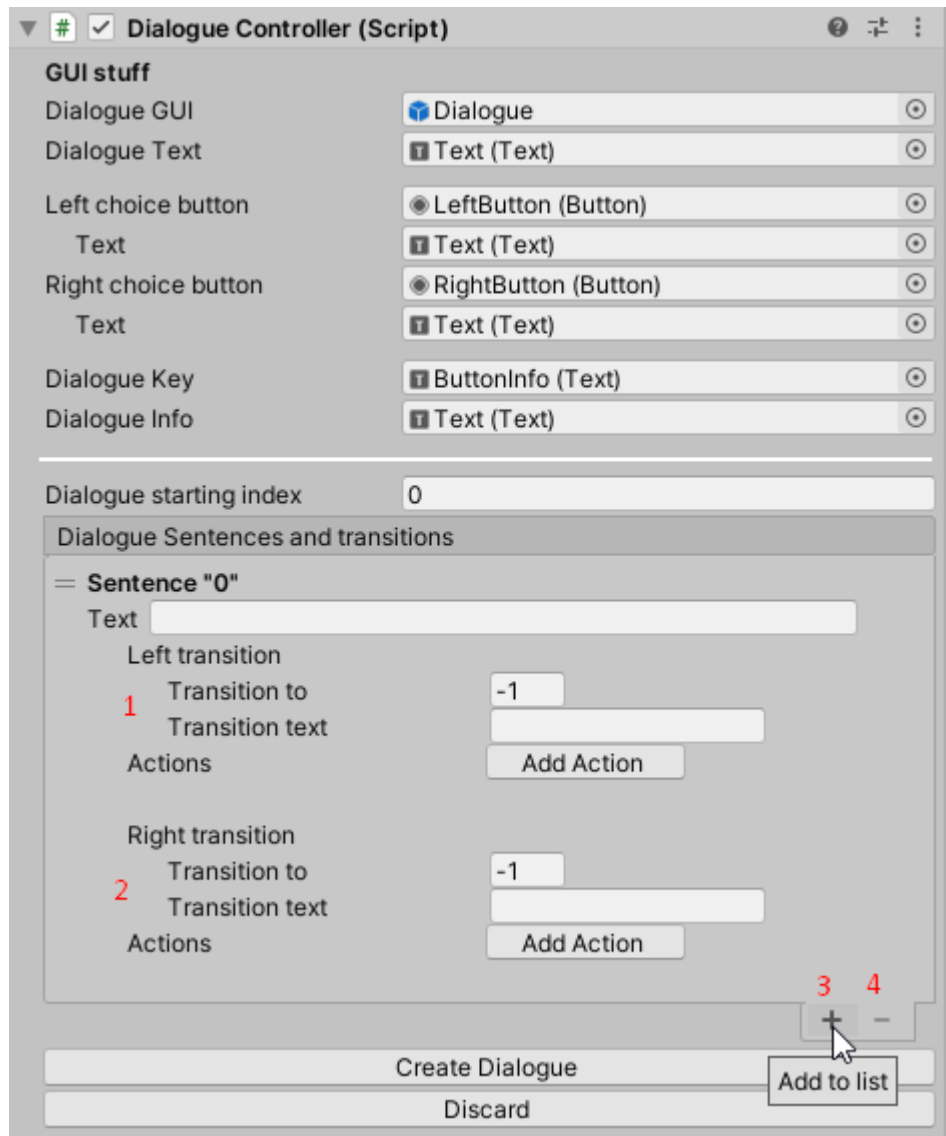 # Dialogue Controller (Script)
GUI stuff
Dialogue GUI Dialogue
Dialogue Text Text (Text)
Left choice button LeftButton (Button)
Text Text (Text)
Right choice button RightButton (Button)
Text Text (Text)
Dialogue Key ButtonInfo (Text)
Dialogue Info Text (Text)
Dialogue starting index 0
Dialogue Sentences and transitions
= Sentence "0"
Text
Left transition
1 Transition to -1
Transition text
Actions Add Action
Right transition
2 Transition to -1
Transition text
Actions Add Action
3 4
+ −
Create Dialogue
Add to list
Discard